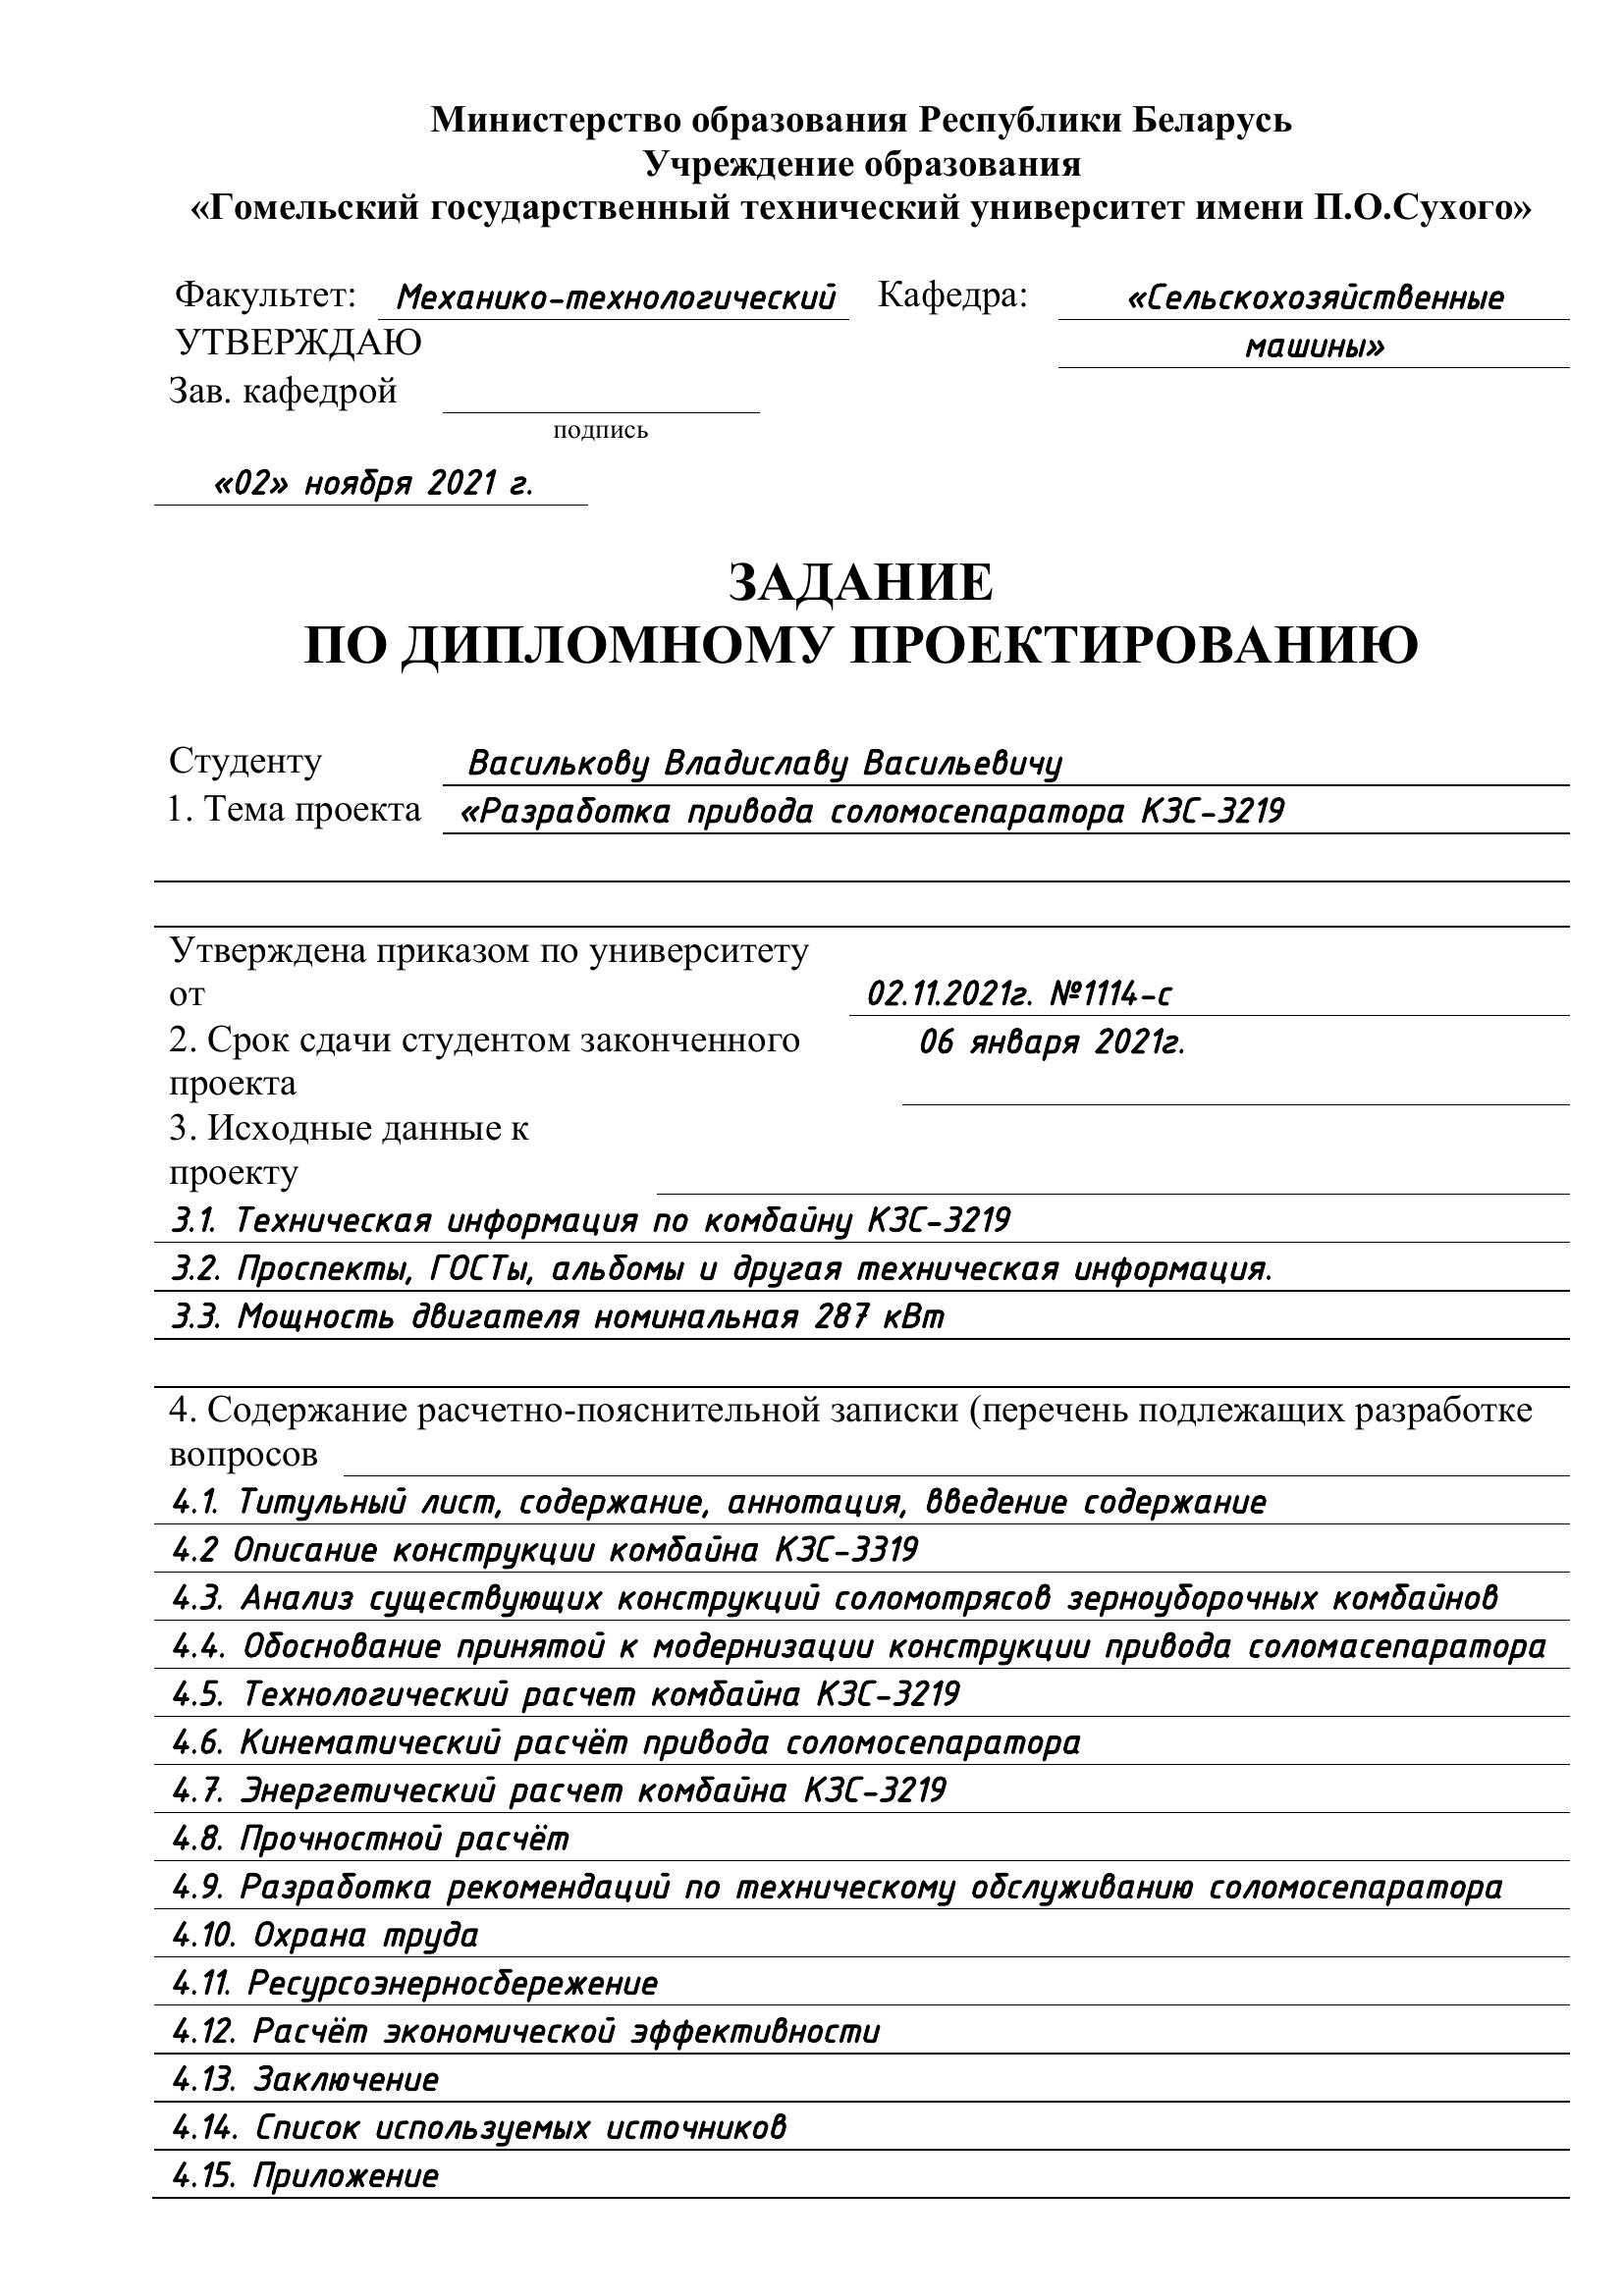 Министерство образования Республики Беларусь
Учреждение образования
«Гомельский государственный технический университет имени П.О.Сухого»
Факультет: Механико-технологический Кафедра: «Сельскохозяйственные
УТВЕРЖДАЮ машины»
Зав. кафедрой
подпись
«02» ноября 2021 г.
ЗАДАНИЕ
ПО ДИПЛОМНОМУ ПРОЕКТИРОВАНИЮ
Студенту Василькову Владиславу Васильевичу
1. Тема проекта «Разработка привода соломосепаратора КЗС-3219
Утверждена приказом по университету
от 02.11.2021г. №1114-с
2. Срок сдачи студентом законченного 06 января 2021г.
проекта
3. Исходные данные к
проекту
3.1. Техническая информация по комбайну КЗС-3219
3.2. Проспекты, ГОСТы, альбомы и другая техническая информация.
3.3. Мощность двигателя номинальная 287 кВт
4. Содержание расчетно-пояснительной записки (перечень подлежащих разработке
вопросов
4.1. Титульный лист, содержание, аннотация, введение содержание
4.2 Описание конструкции комбайна КЗС-3319
4.3. Анализ существующих конструкций соломотрясов зерноуборочных комбайнов
4.4. Обоснование принятой к модернизации конструкции привода соломасепаратора
4.5. Технологический расчет комбайна КЗС-3219
4.6. Кинематический расчёт привода соломосепаратора
4.7. Энергетический расчет комбайна КЗС-3219
4.8. Прочностной расчёт
4.9. Разработка рекомендаций по техническому обслуживанию соломосепаратора
4.10. Охрана труда
4.11. Ресурсоэнерносбережение
4.12. Расчёт экономической эффективности
4.13. Заключение
4.14. Список используемых источников
4.15. Приложение